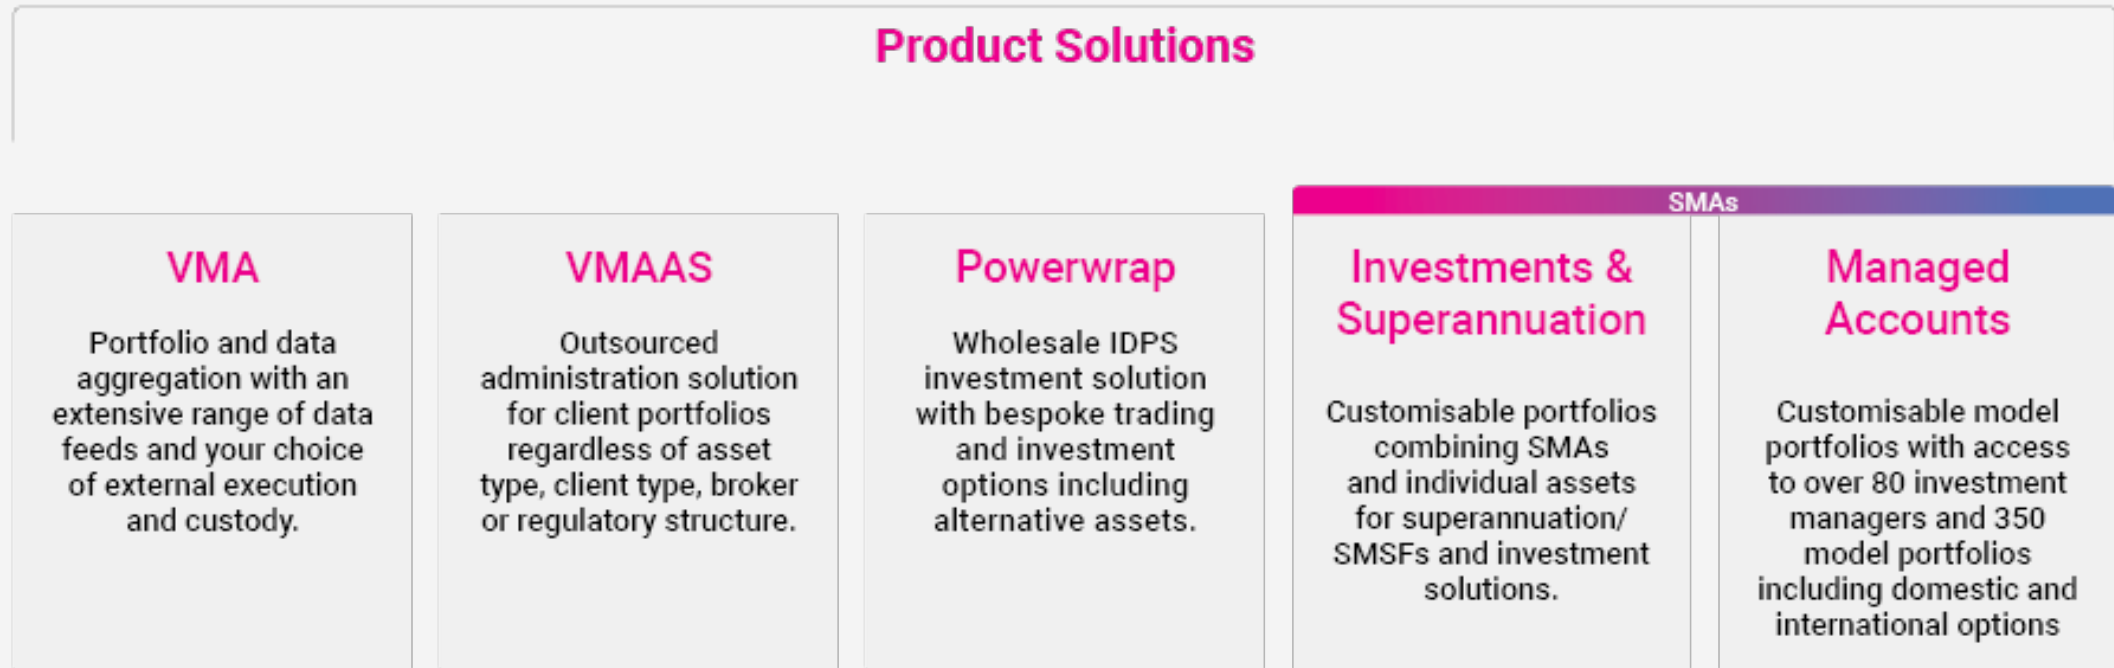 Product Solutions
SMAs
VMA
Portfolio and data
aggregation with an
extensive range of data
feeds and your choice
of external execution
and custody.
VMAAS
Outsourced
administration solution
for client portfolios
regardless of asset
type, client type, broker
or regulatory structure.
Powerwrap
Wholesale IDPS
investment solution
with bespoke trading
and investment
options including
alternative assets.
Investments &
Superannuation
Customisable portfolios
combining SMAs
and individual assets
for superannuation/
SMSFs and investment
solutions.
Managed
Accounts
Customisable model
portfolios with access
to over 80 investment
managers and 350
model portfolios
including domestic and
international options